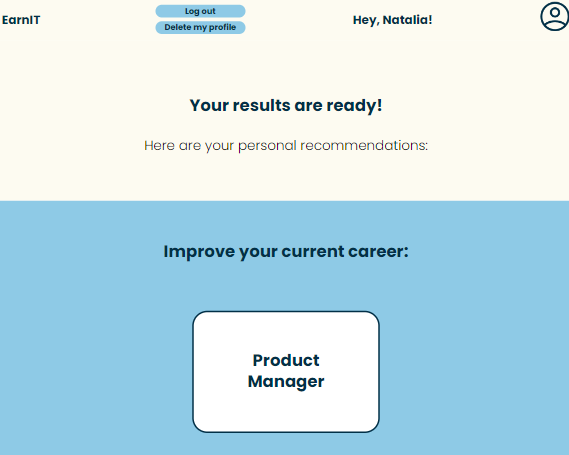 EarnIT
Log out
Delete my profile
Hey, Natalia!
Your results are ready!
Here are your personal recommendations:
Improve your current career:
Product
Manager